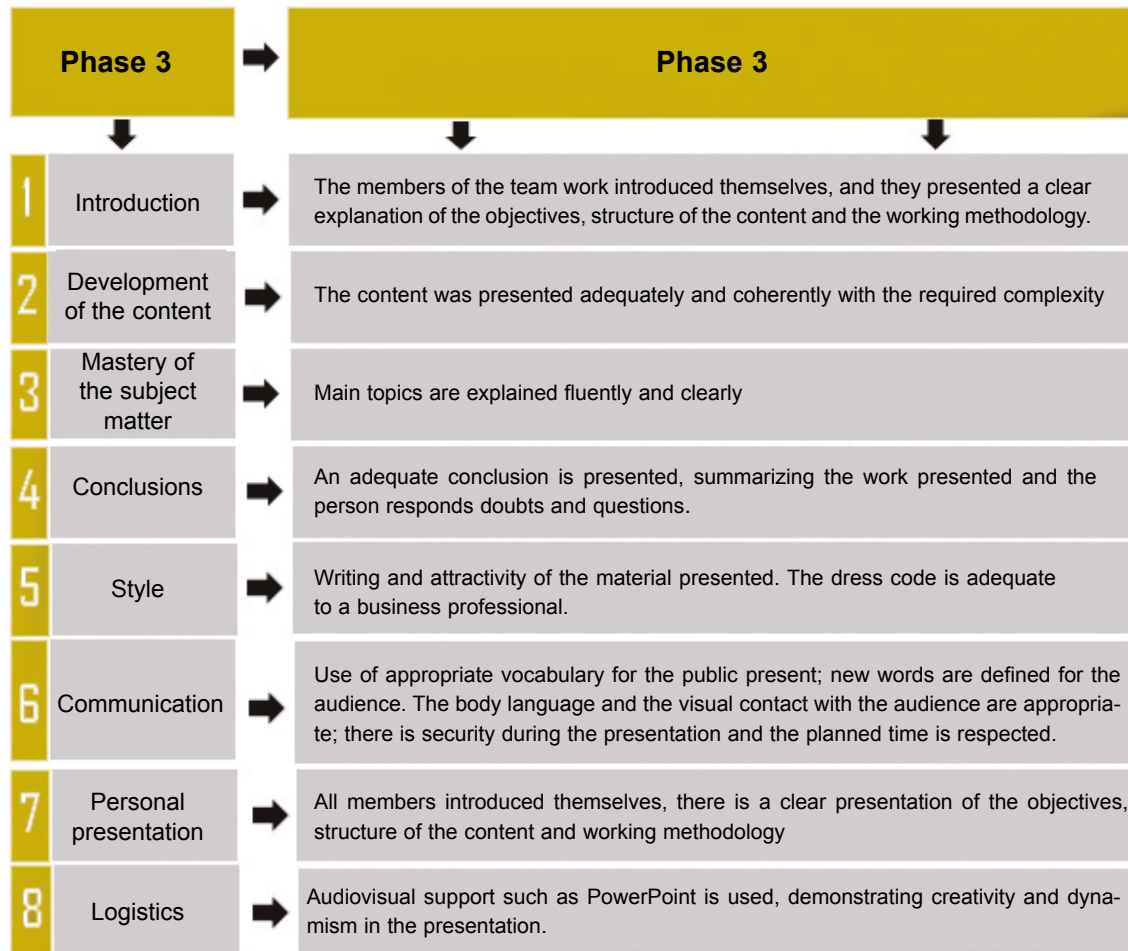 Phase 3
Phase 3
1
Introduction
The members of the team work introduced themselves, and they presented a clear
explanation of the objectives, structure of the content and the working methodology.
2
Development
of the content
The content was presented adequately and coherently with the required complexity
3
Mastery of
the subject
matter
Main topics are explained fluently and clearly
4
Conclusions
An adequate conclusion is presented, summarizing the work presented and the
person responds doubts and questions.
5
Style
Writing and attractivity of the material presented. The dress code is adequate
to a business professional.
6
Communication
Use of appropriate vocabulary for the public present; new words are defined for the
audience. The body language and the visual contact with the audience are appropria-
te; there is security during the presentation and the planned time is respected.
7
Personal
presentation
All members introduced themselves, there is a clear presentation of the objectives,
structure of the content and working methodology
8
Logistics
Audiovisual support such as PowerPoint is used, demonstrating creativity and dyna-
mism in the presentation.